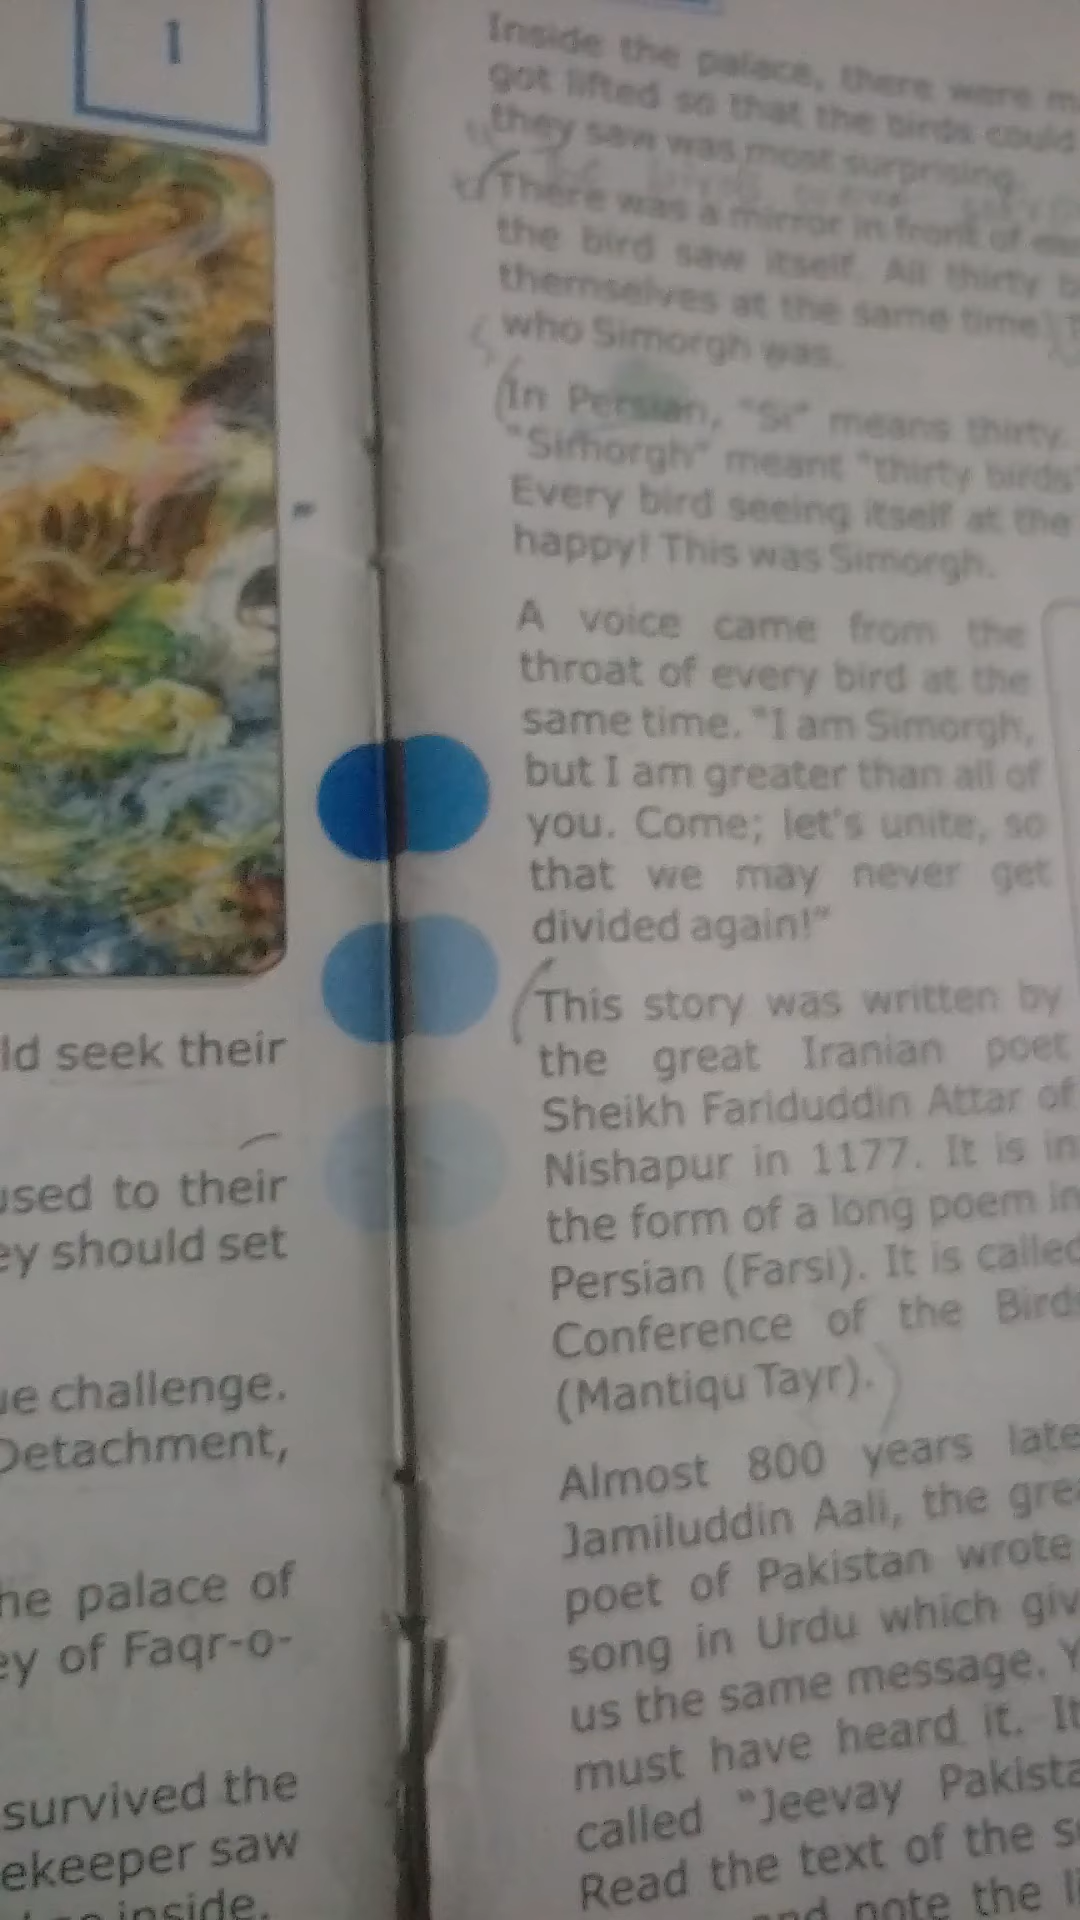 1
ld seek their
used to their
ey should set
ue challenge.
Detachment,
he palace of
ey of Faqr-o-
survived the
ekeeper saw
inside.
Inside the palace, there were m
got lifted so that the birds could
they saw was most surprising.
There was a mirror in front of
the bird saw itself. All thirty b
themselves at the same time. T
who Simorgh was.
In Persian, "Si" means thirty.
"Simorgh" meant "thirty birds"
Every bird seeing itself at the
happy! This was Simorgh.
A voice came from the
throat of every bird at the
same time. "I am Simorgh,
but I am greater than all of
you. Come; let's unite, so
that we may never get
divided again!"
This story was written by
the great Iranian poet
Sheikh Fariduddin Attar of
Nishapur in 1177. It is in
the form of a long poem in
Persian (Farsi). It is called
Conference of the Birds
(Mantiqu Tayr).
Almost 800 years late
Jamiluddin Aali, the grea
poet of Pakistan wrote
song in Urdu which giv
us the same message. Y
must have heard it. It
called "Jeevay Pakista
Read the text of the s
and note the li